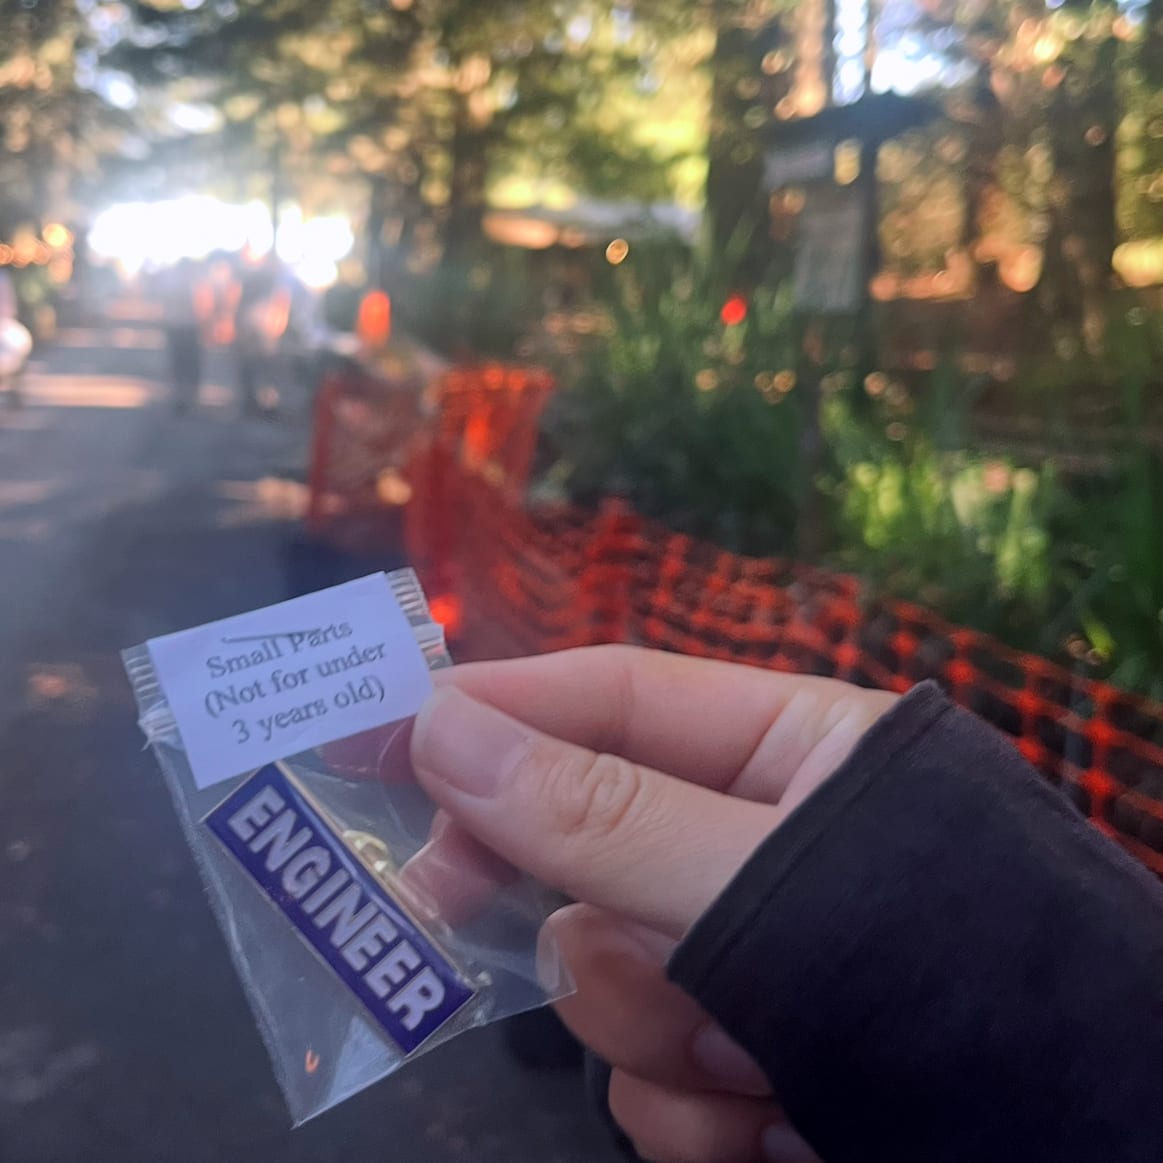 Small Parts
(Not for under
3 years old)
ENGINEER